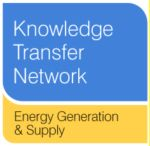 Knowledge
Transfer
Network
Energy Generation
& Supply